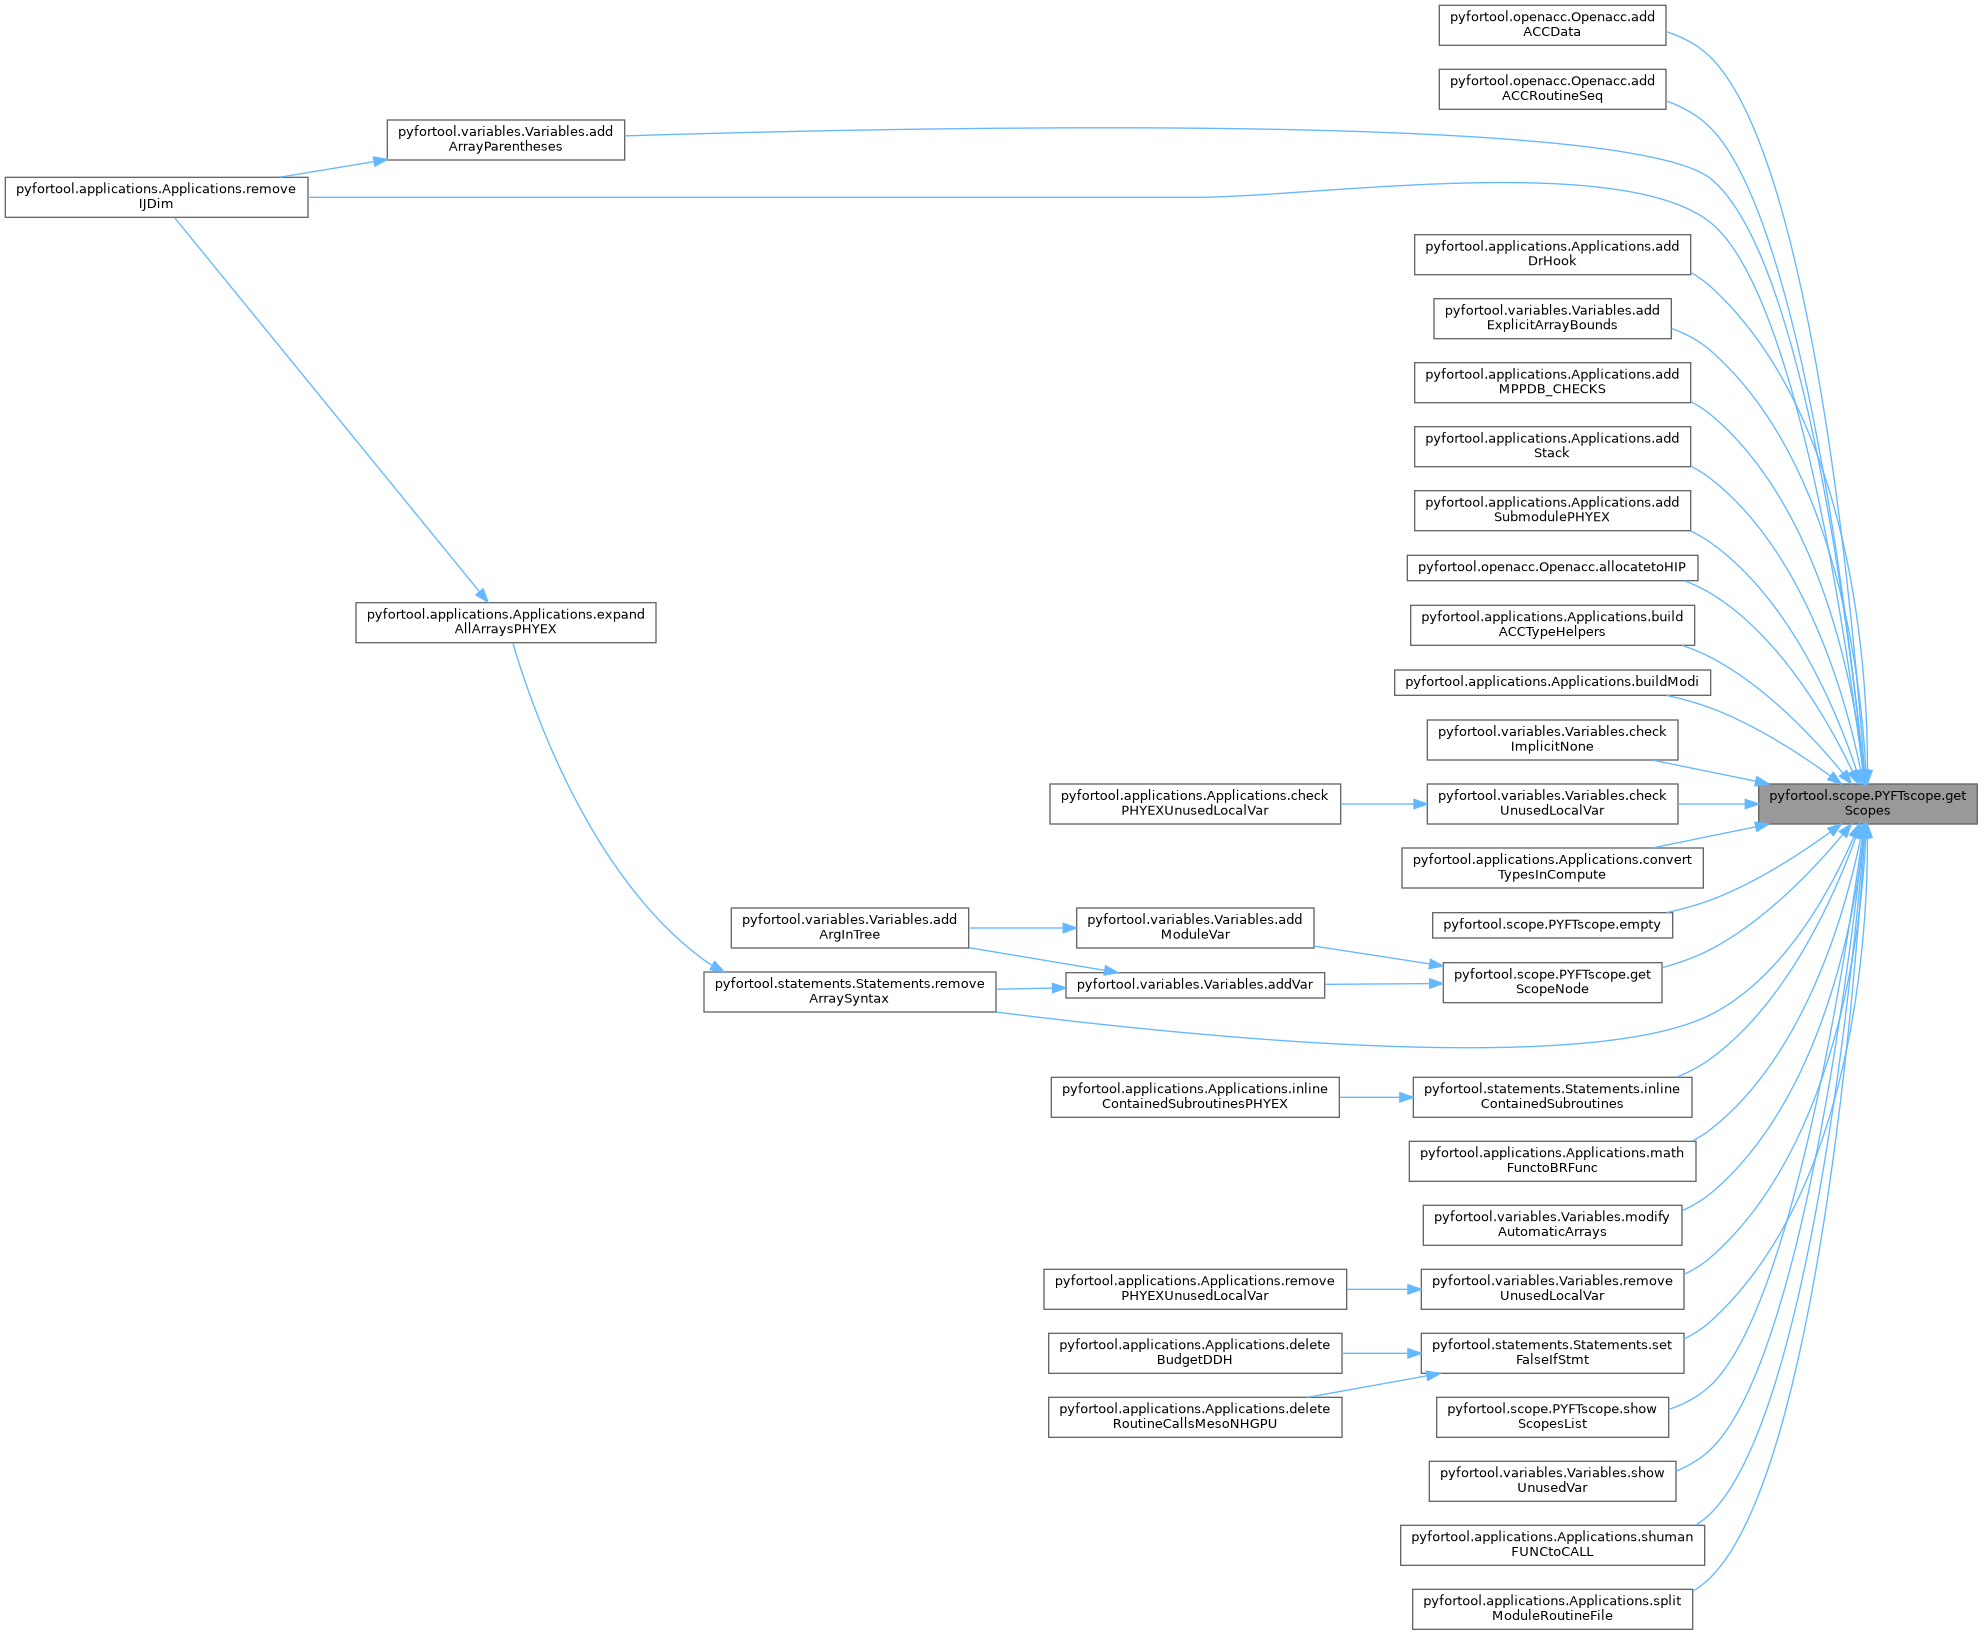 pyfortool.openacc.Openacc.add
ACCData
pyfortool.openacc.Openacc.add
ACCRoutineSeq
pyfortool.variables.Variables.add
ArrayParentheses
pyfortool.applications.Applications.remove
IJDim
pyfortool.applications.Applications.add
DrHook
pyfortool.variables.Variables.add
ExplicitArrayBounds
pyfortool.applications.Applications.add
MPPDB_CHECKS
pyfortool.applications.Applications.add
Stack
pyfortool.applications.Applications.add
SubmodulePHYEX
pyfortool.openacc.Openacc.allocatetoHIP
pyfortool.applications.Applications.expand
AllArraysPHYEX
pyfortool.applications.Applications.build
ACCTypeHelpers
pyfortool.applications.Applications.buildModi
pyfortool.variables.Variables.check
ImplicitNone
pyfortool.applications.Applications.check
PHYEXUnusedLocalVar
pyfortool.variables.Variables.check
UnusedLocalVar
pyfortool.scope.PYFTscope.get
Scopes
pyfortool.applications.Applications.convert
TypesInCompute
pyfortool.variables.Variables.add
ArgInTree
pyfortool.variables.Variables.add
ModuleVar
pyfortool.scope.PYFTscope.empty
pyfortool.statements.Statements.remove
ArraySyntax
pyfortool.variables.Variables.addVar
pyfortool.scope.PYFTscope.get
ScopeNode
pyfortool.applications.Applications.inline
ContainedSubroutinesPHYEX
pyfortool.statements.Statements.inline
ContainedSubroutines
pyfortool.applications.Applications.math
FunctoBRFunc
pyfortool.variables.Variables.modify
AutomaticArrays
pyfortool.applications.Applications.remove
PHYEXUnusedLocalVar
pyfortool.variables.Variables.remove
UnusedLocalVar
pyfortool.applications.Applications.delete
BudgetDDH
pyfortool.statements.Statements.set
FalseIfStmt
pyfortool.applications.Applications.delete
RoutineCallsMesoNHGPU
pyfortool.scope.PYFTscope.show
ScopesList
pyfortool.variables.Variables.show
UnusedVar
pyfortool.applications.Applications.shuman
FUNCtoCALL
pyfortool.applications.Applications.split
ModuleRoutineFile